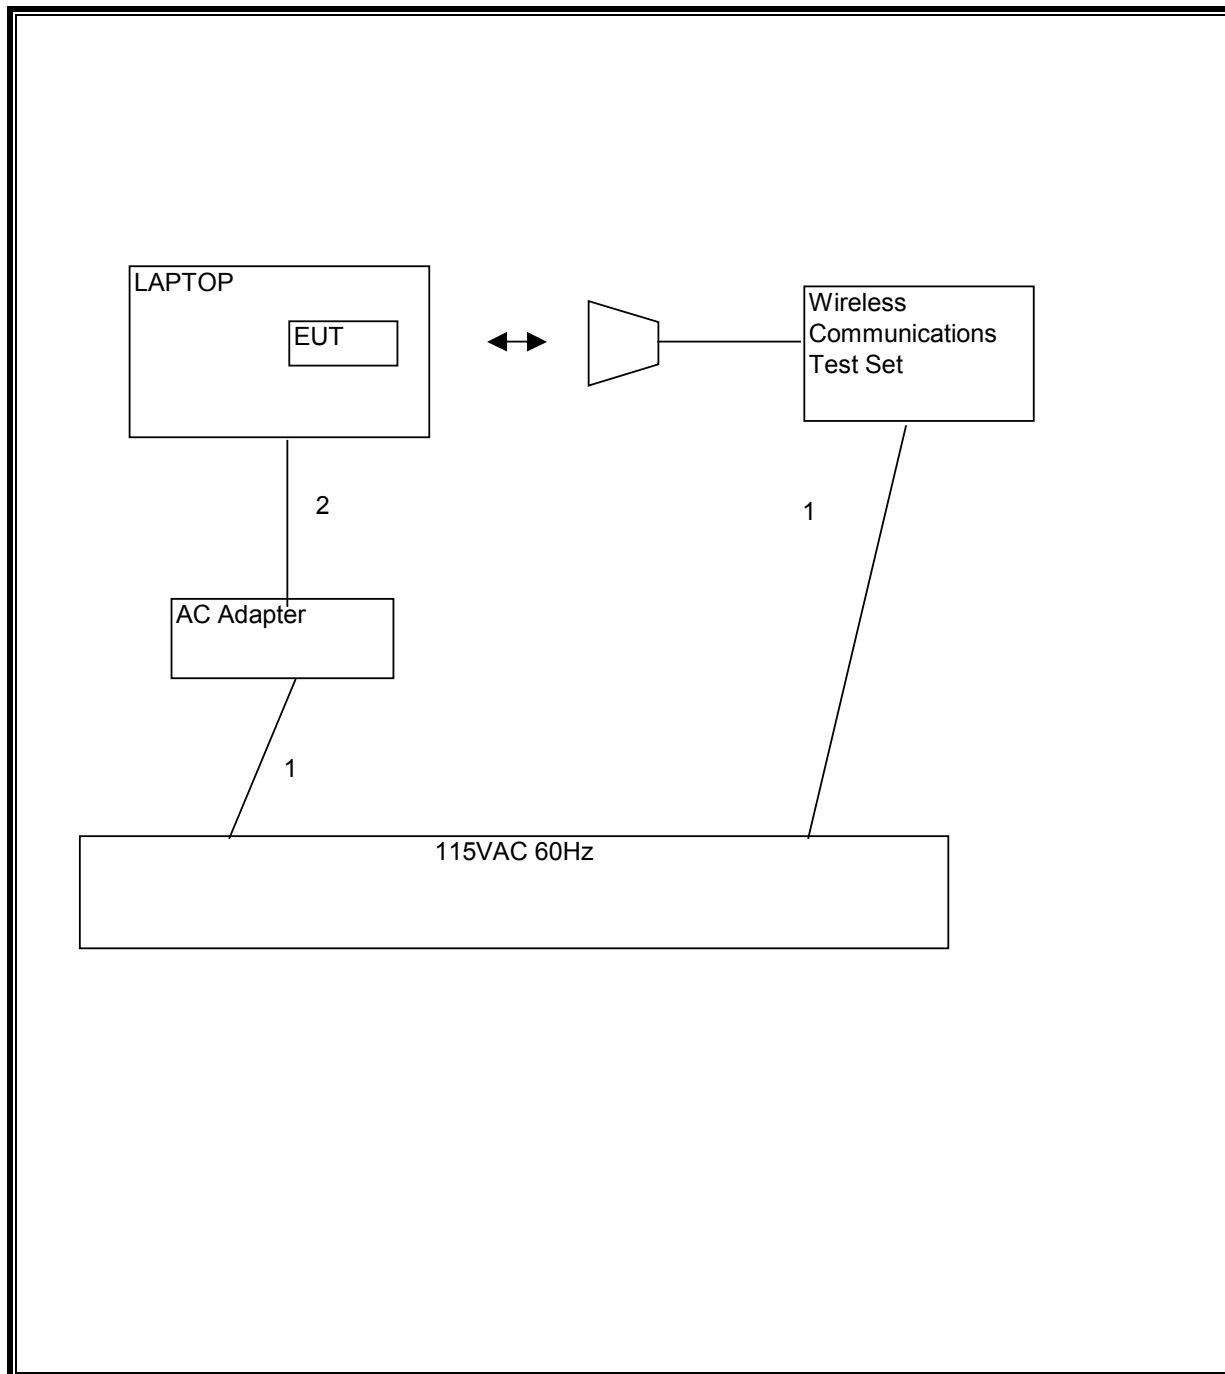 LAPTOP
EUT
Wireless
Communications
Test Set
2
1
AC Adapter
1
115VAC 60Hz